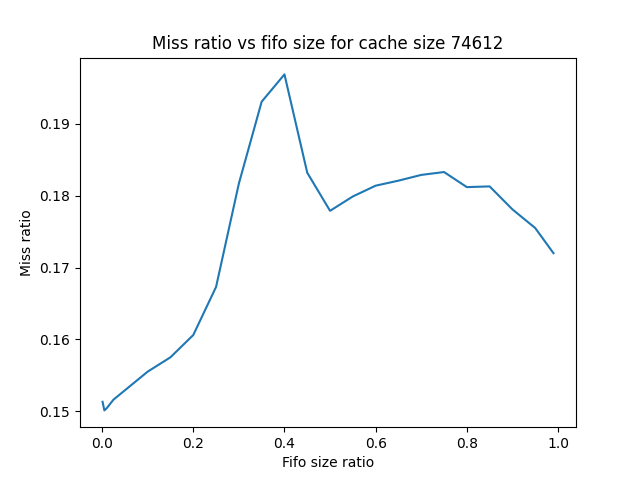 Miss ratio vs fifo size for cache size 74612
Miss ratio
0.19
0.18
0.17
0.16
0.15
0.0 0.2 0.4 0.6 0.8 1.0
Fifo size ratio